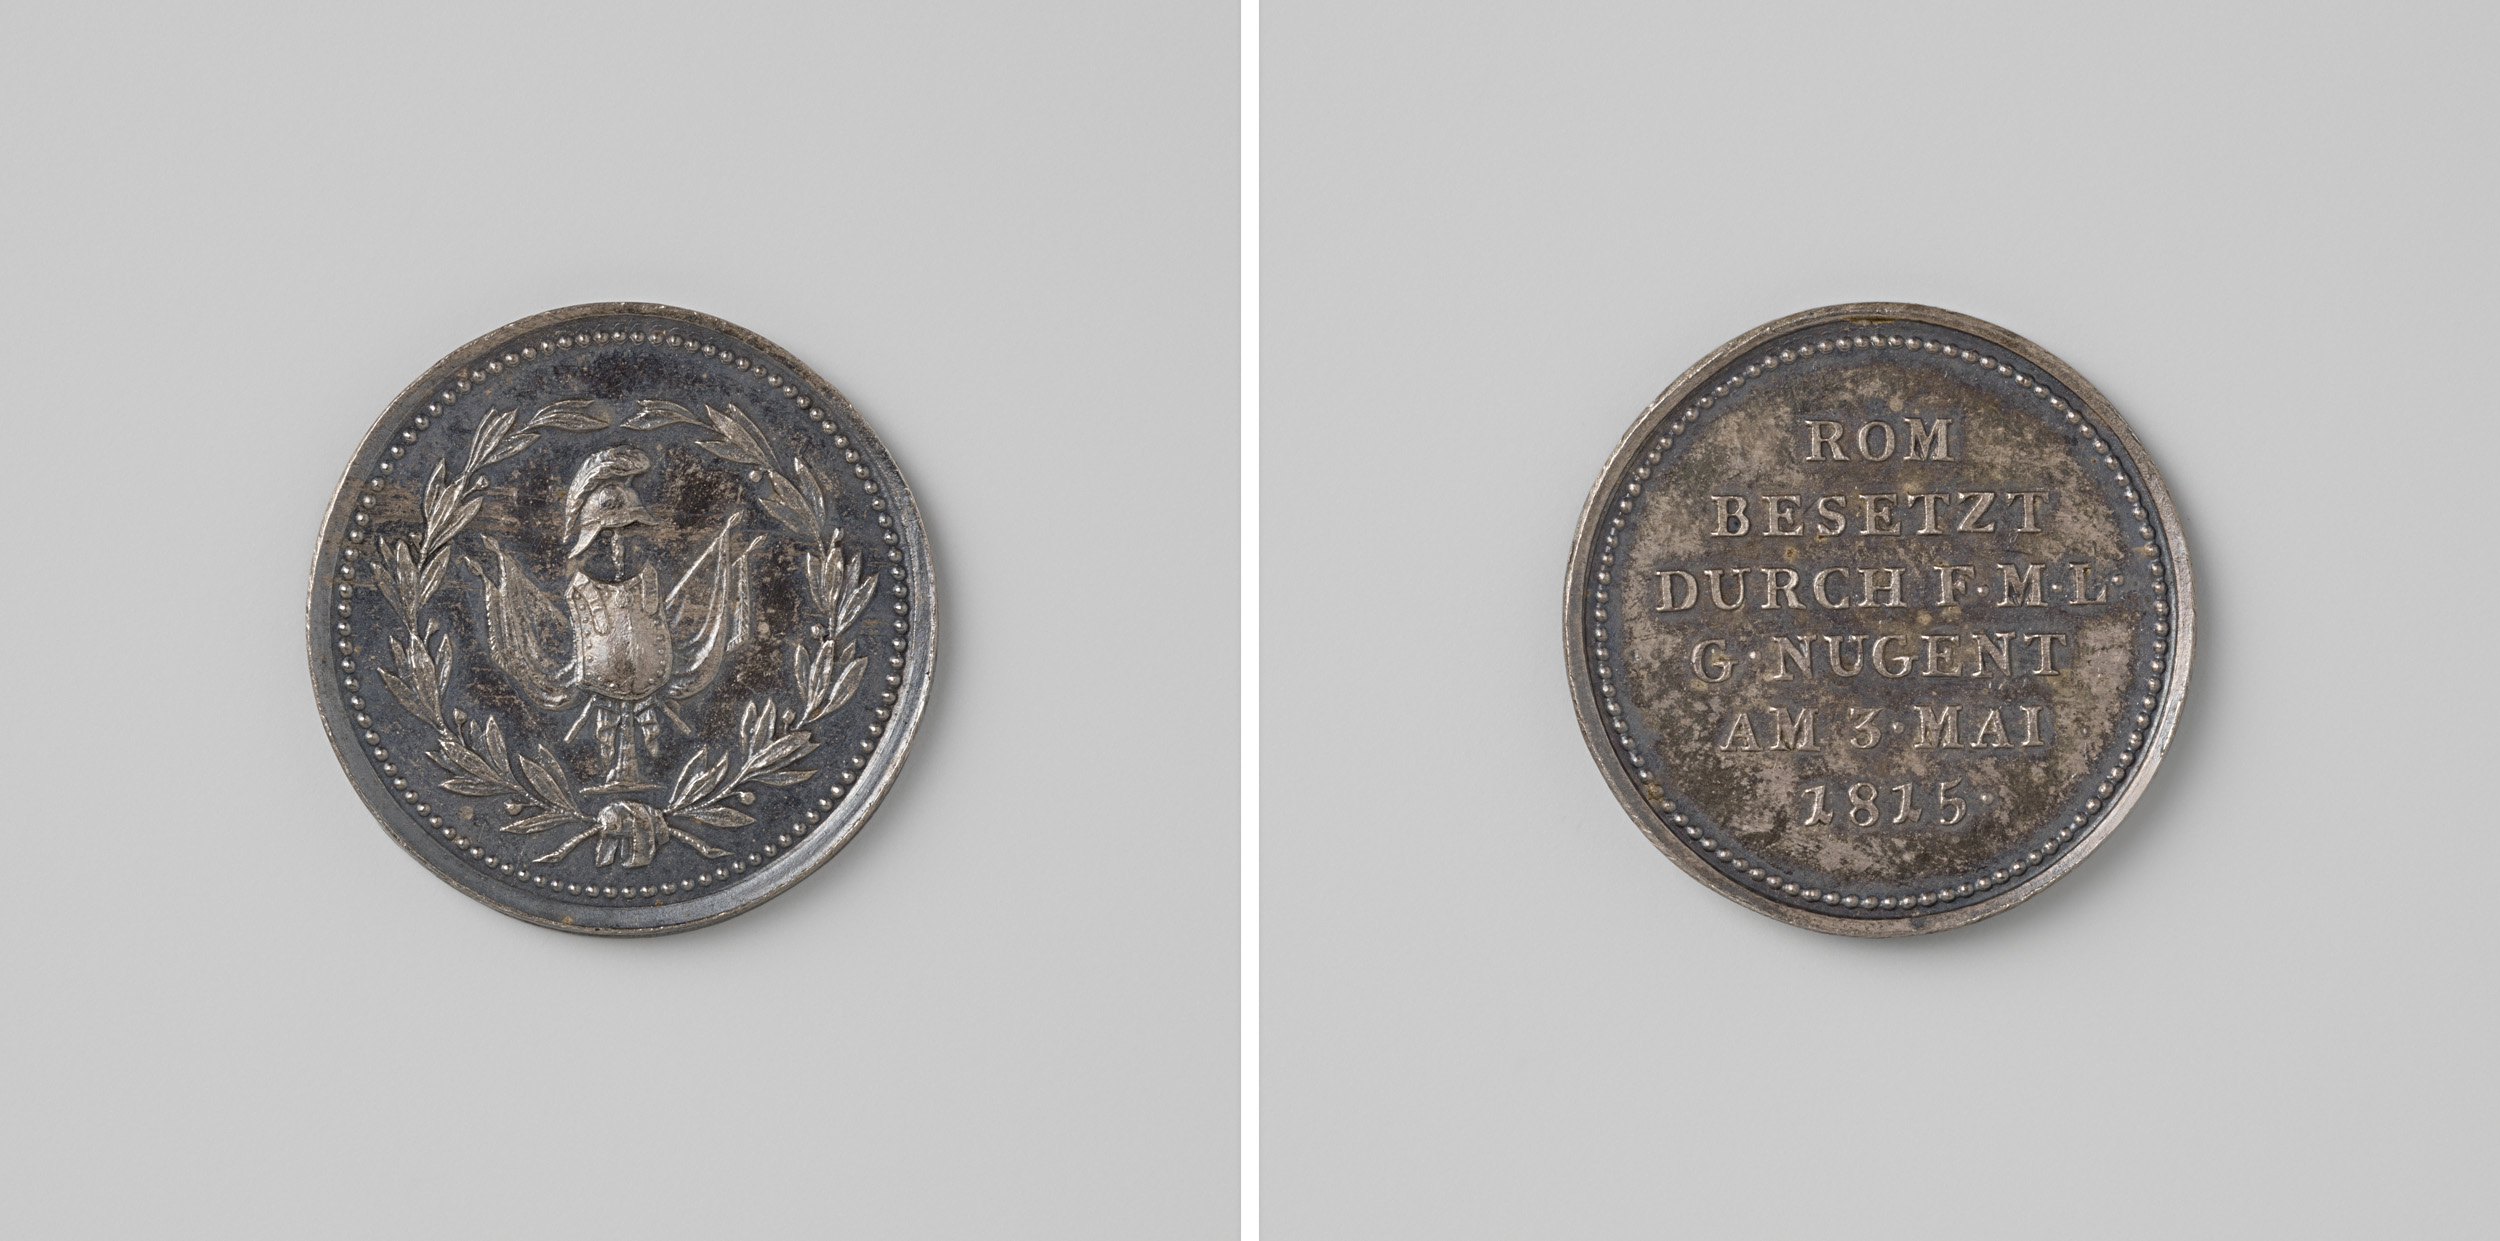 ROM
BESETZT
DURCH F·M·L·
G·NUGENT
AM 3·MAI
1815·